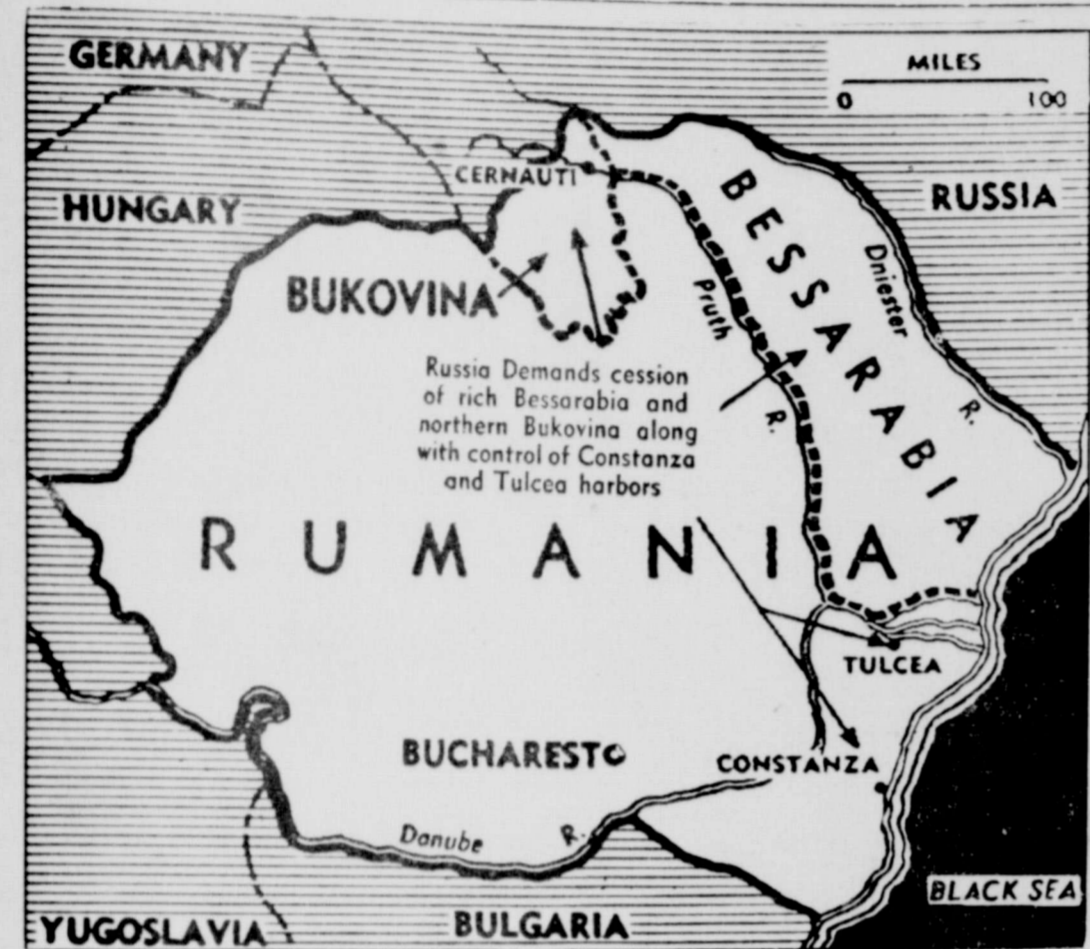 GERMANY
MILES
0 100
CERNAUTI
HUNGARY
RUSSIA
BESSARABIA
BUKOVINA
Dniester
R.
Pruth
R.
Russia Demands cession
of rich Bessarabia and
northern Bukovina along
with control of Constanza
and Tulcea harbors
RUMANIA
TULCEA
BUCHAREST
CONSTANZA
Danube R.
BLACK SEA
YUGOSLAVIA
BULGARIA